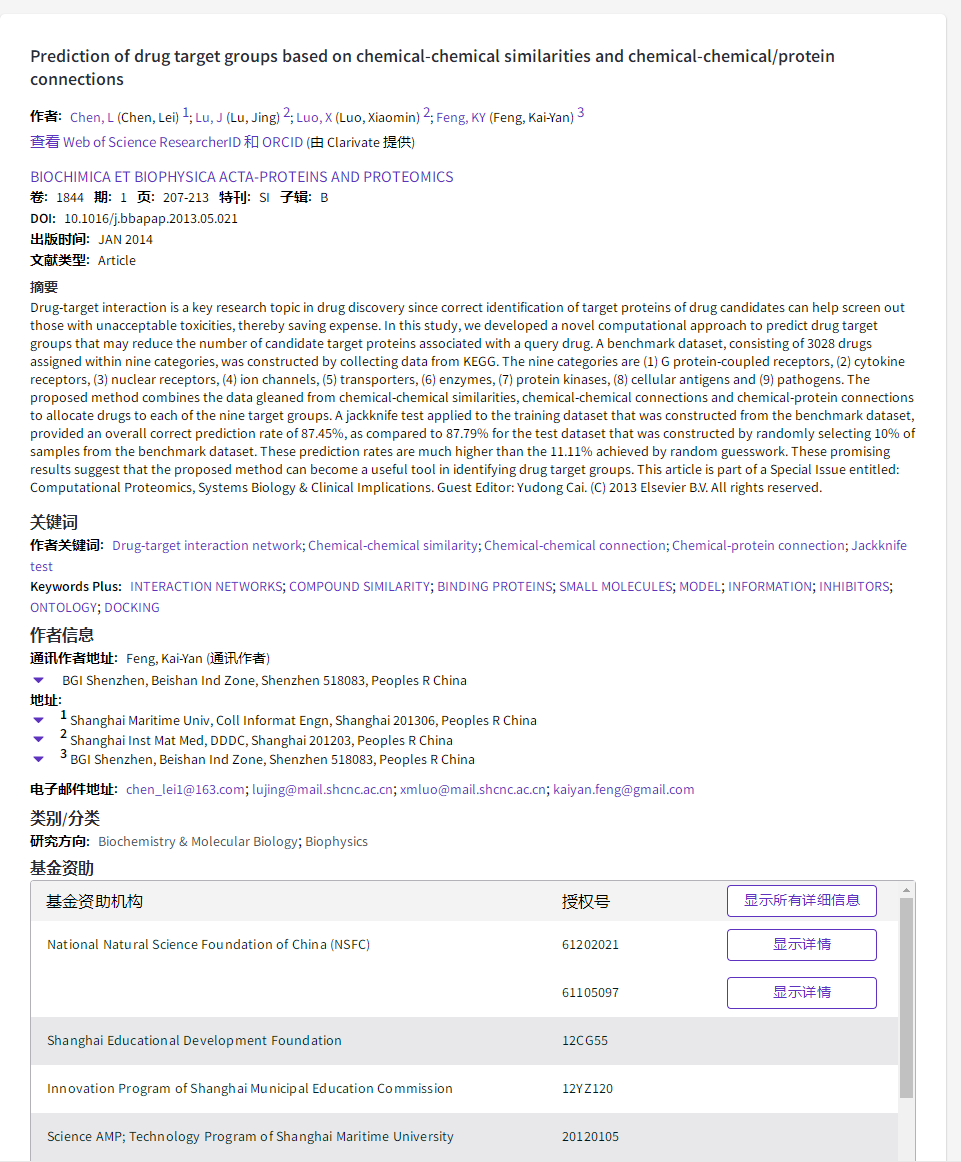 Prediction of drug target groups based on chemical-chemical similarities and chemical-chemical/protein
connections
作者: Chen, L (Chen, Lei) 1; Lu, J (Lu, Jing) 2; Luo, X (Luo, Xiaomin) 2; Feng, KY (Feng, Kai-Yan) 3
查看 Web of Science ResearcherID 和 ORCID (由 Clarivate 提供)
BIOCHIMICA ET BIOPHYSICA ACTA-PROTEINS AND PROTEOMICS
卷: 1844 期: 1 页: 207-213 特刊: SI 子辑: B
DOI: 10.1016/j.bbapap.2013.05.021
出版时间: JAN 2014
文献类型: Article
摘要
Drug-target interaction is a key research topic in drug discovery since correct identification of target proteins of drug candidates can help screen out
those with unacceptable toxicities, thereby saving expense. In this study, we developed a novel computational approach to predict drug target
groups that may reduce the number of candidate target proteins associated with a query drug. A benchmark dataset, consisting of 3028 drugs
assigned within nine categories, was constructed by collecting data from KEGG. The nine categories are (1) G protein-coupled receptors, (2) cytokine
receptors, (3) nuclear receptors, (4) ion channels, (5) transporters, (6) enzymes, (7) protein kinases, (8) cellular antigens and (9) pathogens. The
proposed method combines the data gleaned from chemical-chemical similarities, chemical-chemical connections and chemical-protein connections
to allocate drugs to each of the nine target groups. A jackknife test applied to the training dataset that was constructed from the benchmark dataset,
provided an overall correct prediction rate of 87.45%, as compared to 87.79% for the test dataset that was constructed by randomly selecting 10% of
samples from the benchmark dataset. These prediction rates are much higher than the 11.11% achieved by random guesswork. These promising
results suggest that the proposed method can become a useful tool in identifying drug target groups. This article is part of a Special Issue entitled:
Computational Proteomics, Systems Biology & Clinical Implications. Guest Editor: Yudong Cai. (C) 2013 Elsevier B.V. All rights reserved.
关键词
作者关键词: Drug-target interaction network; Chemical-chemical similarity; Chemical-chemical connection; Chemical-protein connection; Jackknife
test
Keywords Plus: INTERACTION NETWORKS; COMPOUND SIMILARITY; BINDING PROTEINS; SMALL MOLECULES; MODEL; INFORMATION; INHIBITORS;
ONTOLOGY; DOCKING
作者信息
通讯作者地址: Feng, Kai-Yan (通讯作者)
BGI Shenzhen, Beishan Ind Zone, Shenzhen 518083, Peoples R China
地址:
1 Shanghai Maritime Univ, Coll Informat Engn, Shanghai 201306, Peoples R China
2 Shanghai Inst Mat Med, DDDC, Shanghai 201203, Peoples R China
3 BGI Shenzhen, Beishan Ind Zone, Shenzhen 518083, Peoples R China
电子邮件地址: chen_lei1@163.com; lujing@mail.shcnc.ac.cn; xmluo@mail.shcnc.ac.cn; kaiyan.feng@gmail.com
类别/分类
研究方向: Biochemistry & Molecular Biology; Biophysics
基金资助
基金资助机构 授权号 显示所有详细信息
National Natural Science Foundation of China (NSFC) 61202021 显示详情
61105097 显示详情
Shanghai Educational Development Foundation 12CG55
Innovation Program of Shanghai Municipal Education Commission 12YZ120
Science AMP; Technology Program of Shanghai Maritime University 20120105